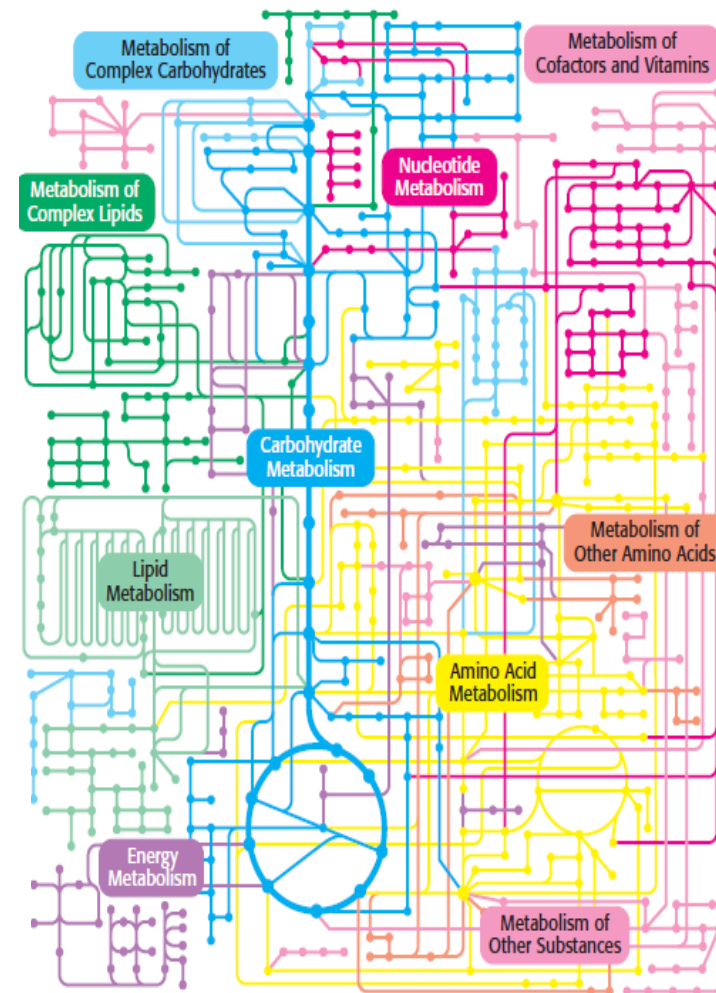 Metabolism of
Complex Carbohydrates
Metabolism of
Cofactors and Vitamins
Nucleotide
Metabolism
Metabolism of
Complex Lipids
Carbohydrate
Metabolism
Metabolism of
Other Amino Acids
Lipid
Metabolism
Amino Acid
Metabolism
Energy
Metabolism
Metabolism of
Other Substances